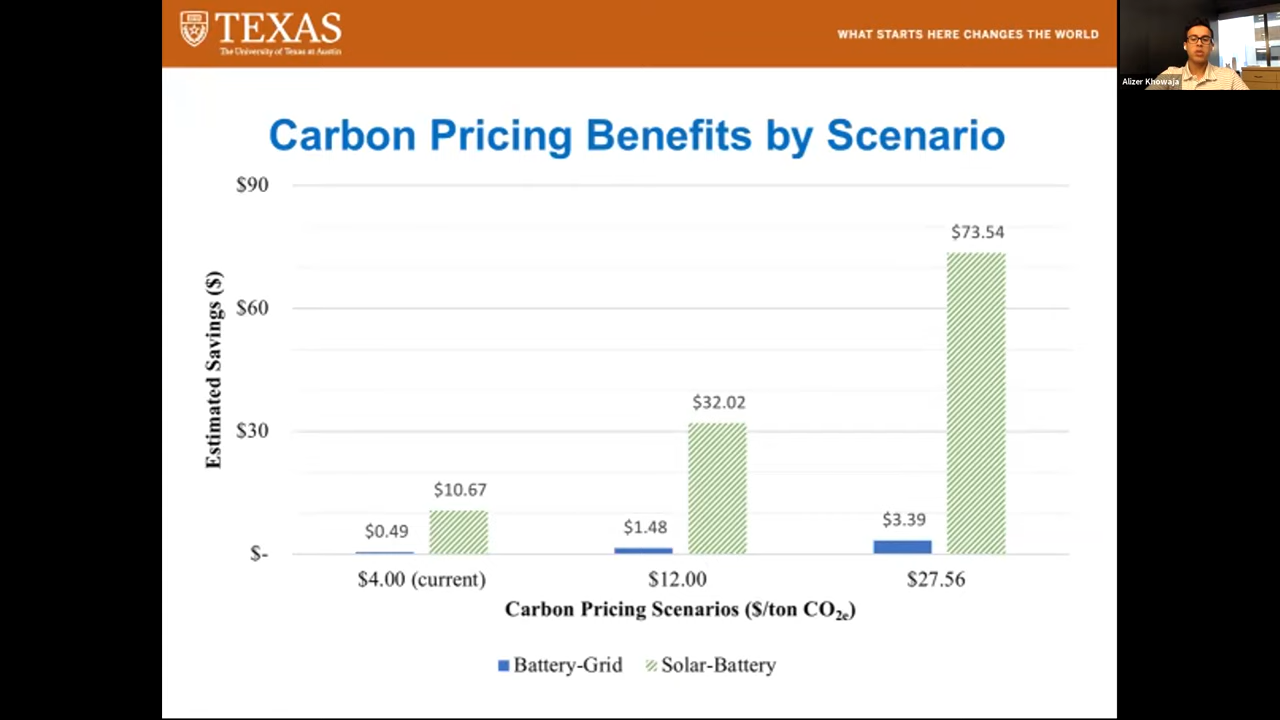 TEXAS
The University of Texas at Austin
WHAT STARTS HERE CHANGES THE WORLD
Alizer Khowaja
Carbon Pricing Benefits by Scenario
$90
$60
$30
$-
Estimated Savings ($)
$0.49
$10.67
$1.48
$32.02
$3.39
$73.54
$4.00 (current)
$12.00
$27.56
Carbon Pricing Scenarios ($/ton CO2e)
Battery-Grid
Solar-Battery